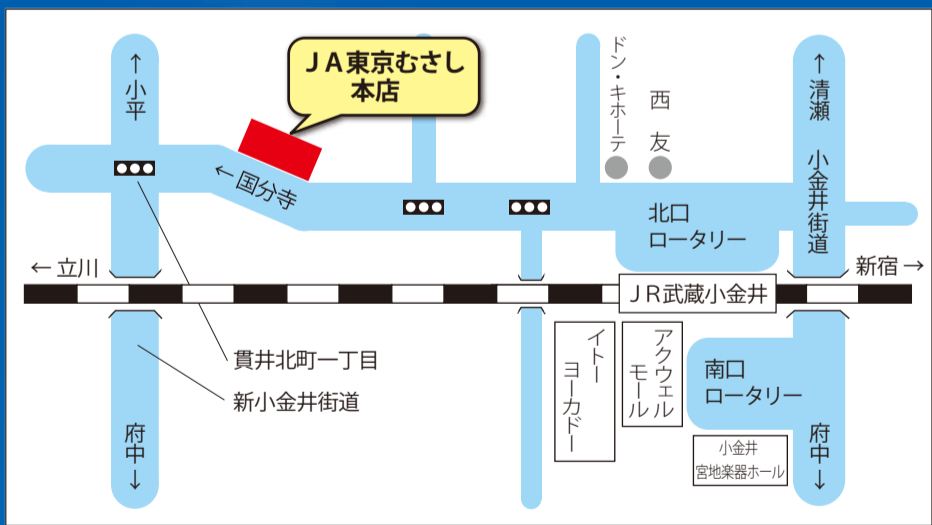 ＪＡ東京むさし
本店
↑小平
←国分寺
ドン・キホーテ
西友
↑清瀬
小金井街道
北口
ロータリー
←立川
新宿→
ＪＲ武蔵小金井
貫井北町一丁目
新小金井街道
イトー
ヨーカドー
アクウェル
モール
南口
ロータリー
小金井
宮地楽器ホール
府中→
府中→